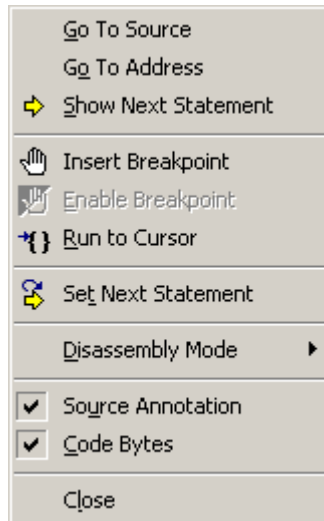 Go To Source
Go To Address
Show Next Statement
Insert Breakpoint
Enable Breakpoint
Run to Cursor
Set Next Statement
Disassembly Mode
Source Annotation
Code Bytes
Close